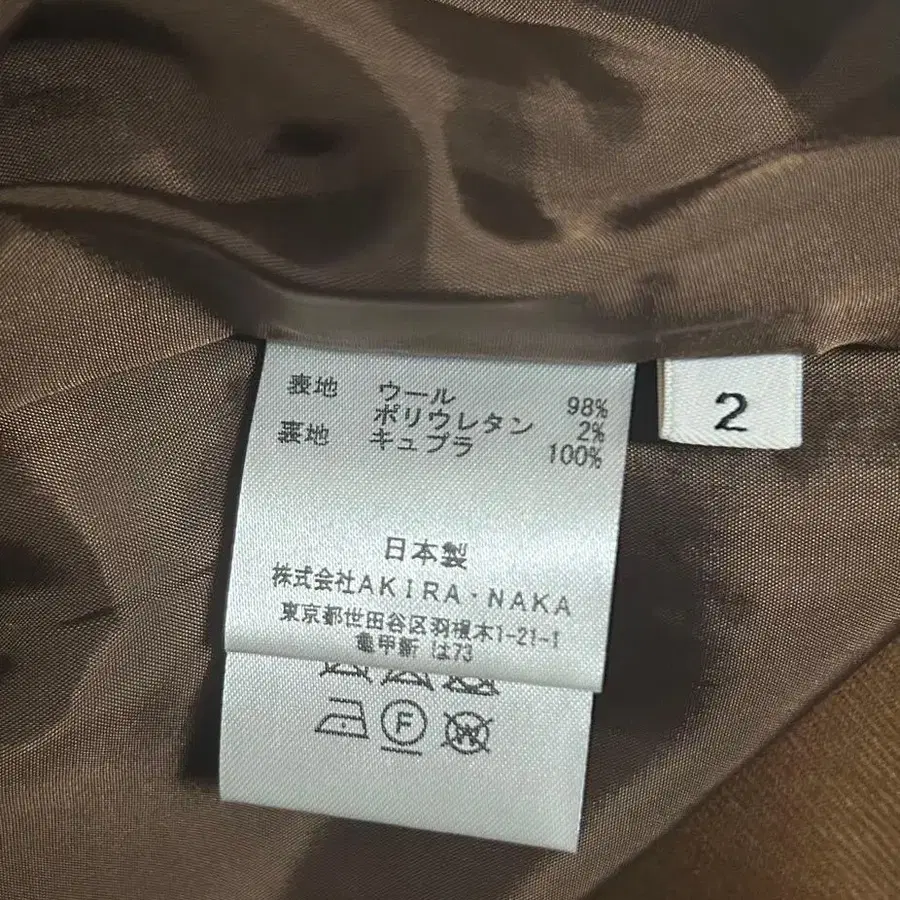 表地 ウール 98%
ポリウレタン 2%
裏地 キュプラ 100%
日本製
株式会社AKIRA・NAKA
東京都世田谷区羽根木1-21-1
亀甲新 は73
F W
2